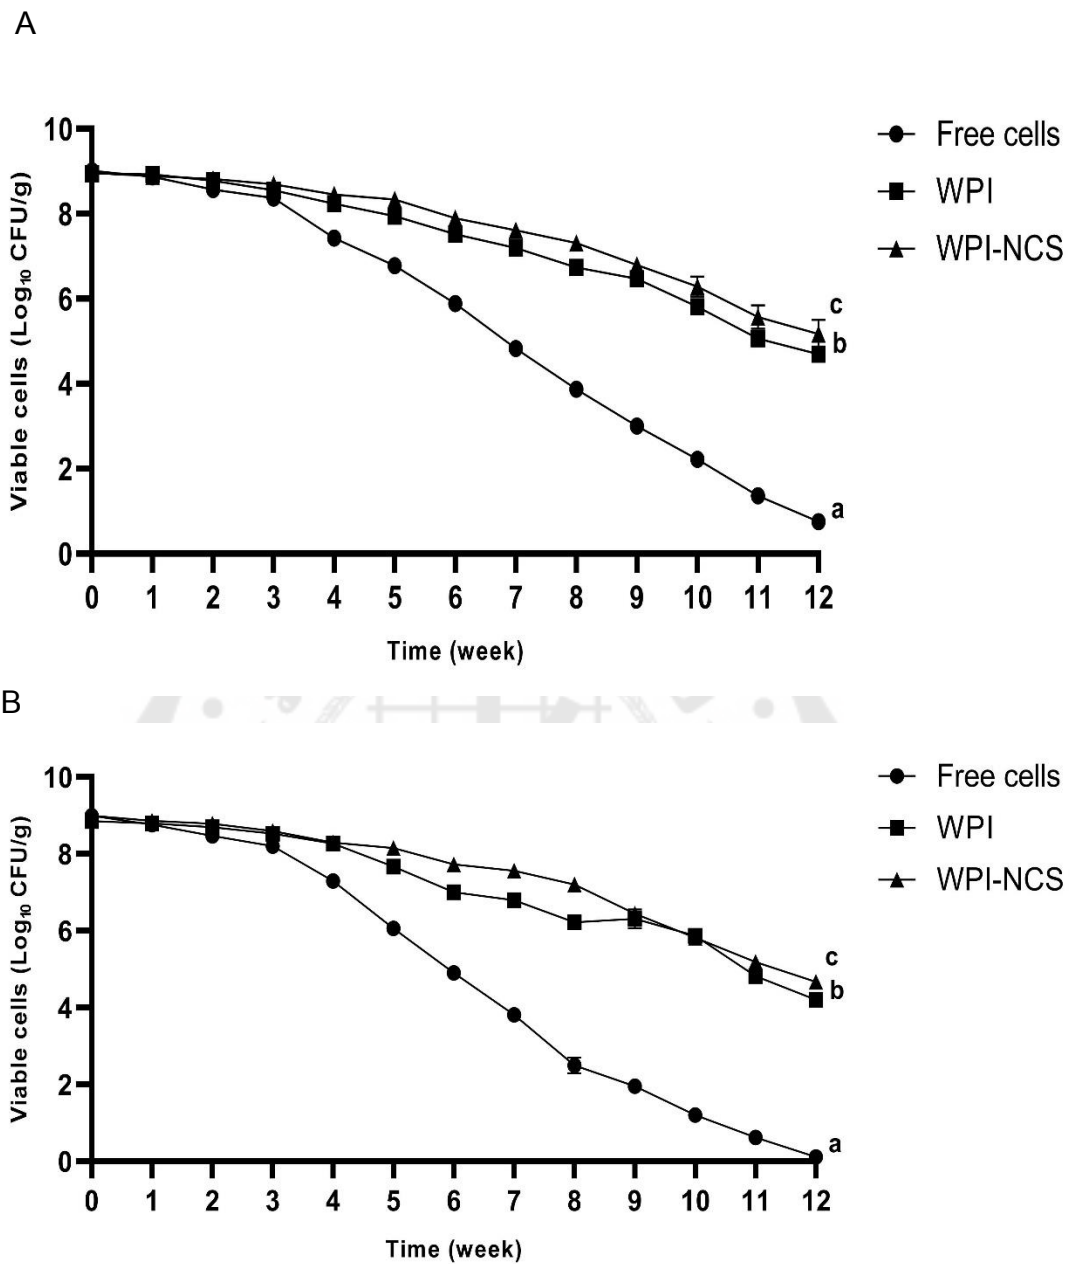 A
10
8
6
4
2
0
Viable cells (Log₁₀ CFU/g)
Free cells
WPI
WPI-NCS
c
b
a
0 1 2 3 4 5 6 7 8 9 10 11 12
Time (week)
B
10
8
6
4
2
0
Viable cells (Log₁₀ CFU/g)
Free cells
WPI
WPI-NCS
c
b
a
0 1 2 3 4 5 6 7 8 9 10 11 12
Time (week)